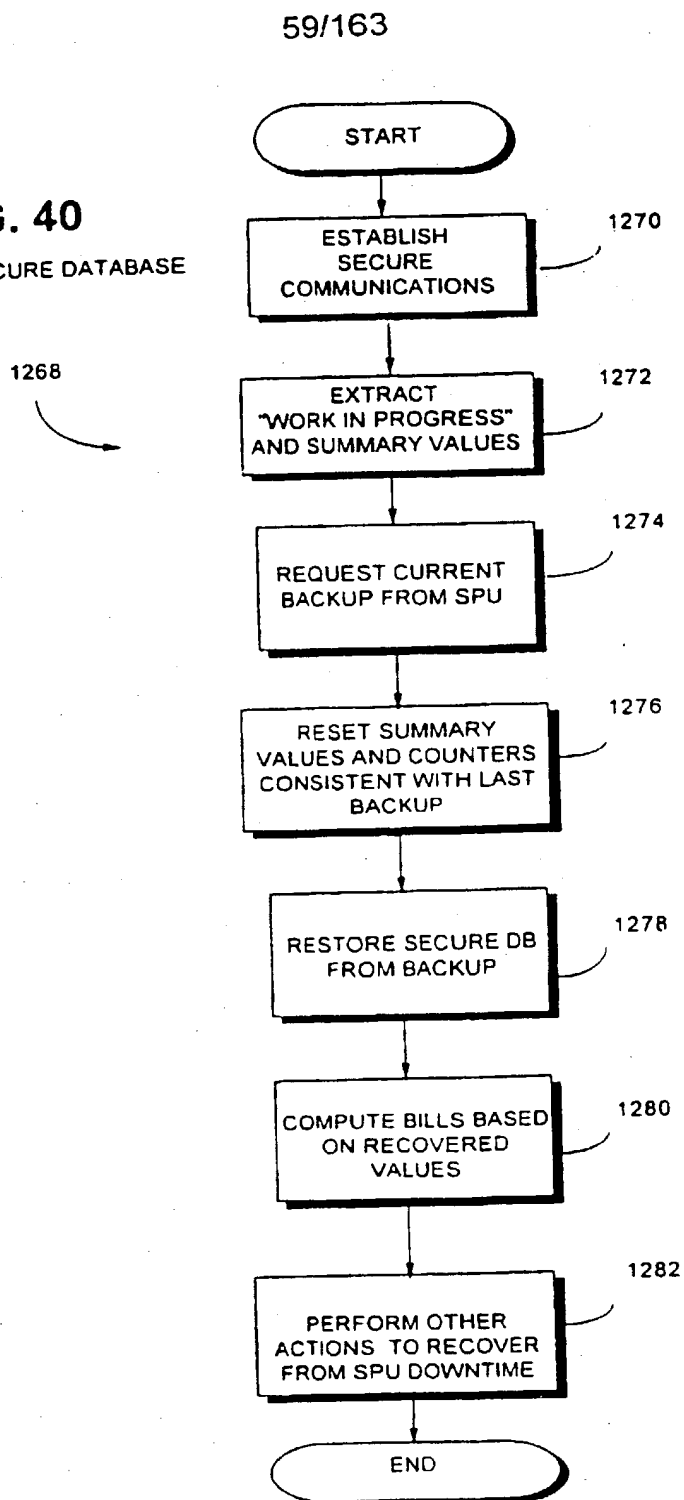 59/163
START
. 40
CURE DATABASE
1268
ESTABLISH
SECURE
COMMUNICATIONS
1270
EXTRACT
"WORK IN PROGRESS"
AND SUMMARY VALUES
1272
REQUEST CURRENT
BACKUP FROM SPU
1274
RESET SUMMARY
VALUES AND COUNTERS
CONSISTENT WITH LAST
BACKUP
1276
RESTORE SECURE DB
FROM BACKUP
1278
COMPUTE BILLS BASED
ON RECOVERED
VALUES
1280
PERFORM OTHER
ACTIONS TO RECOVER
FROM SPU DOWNTIME
1282
END